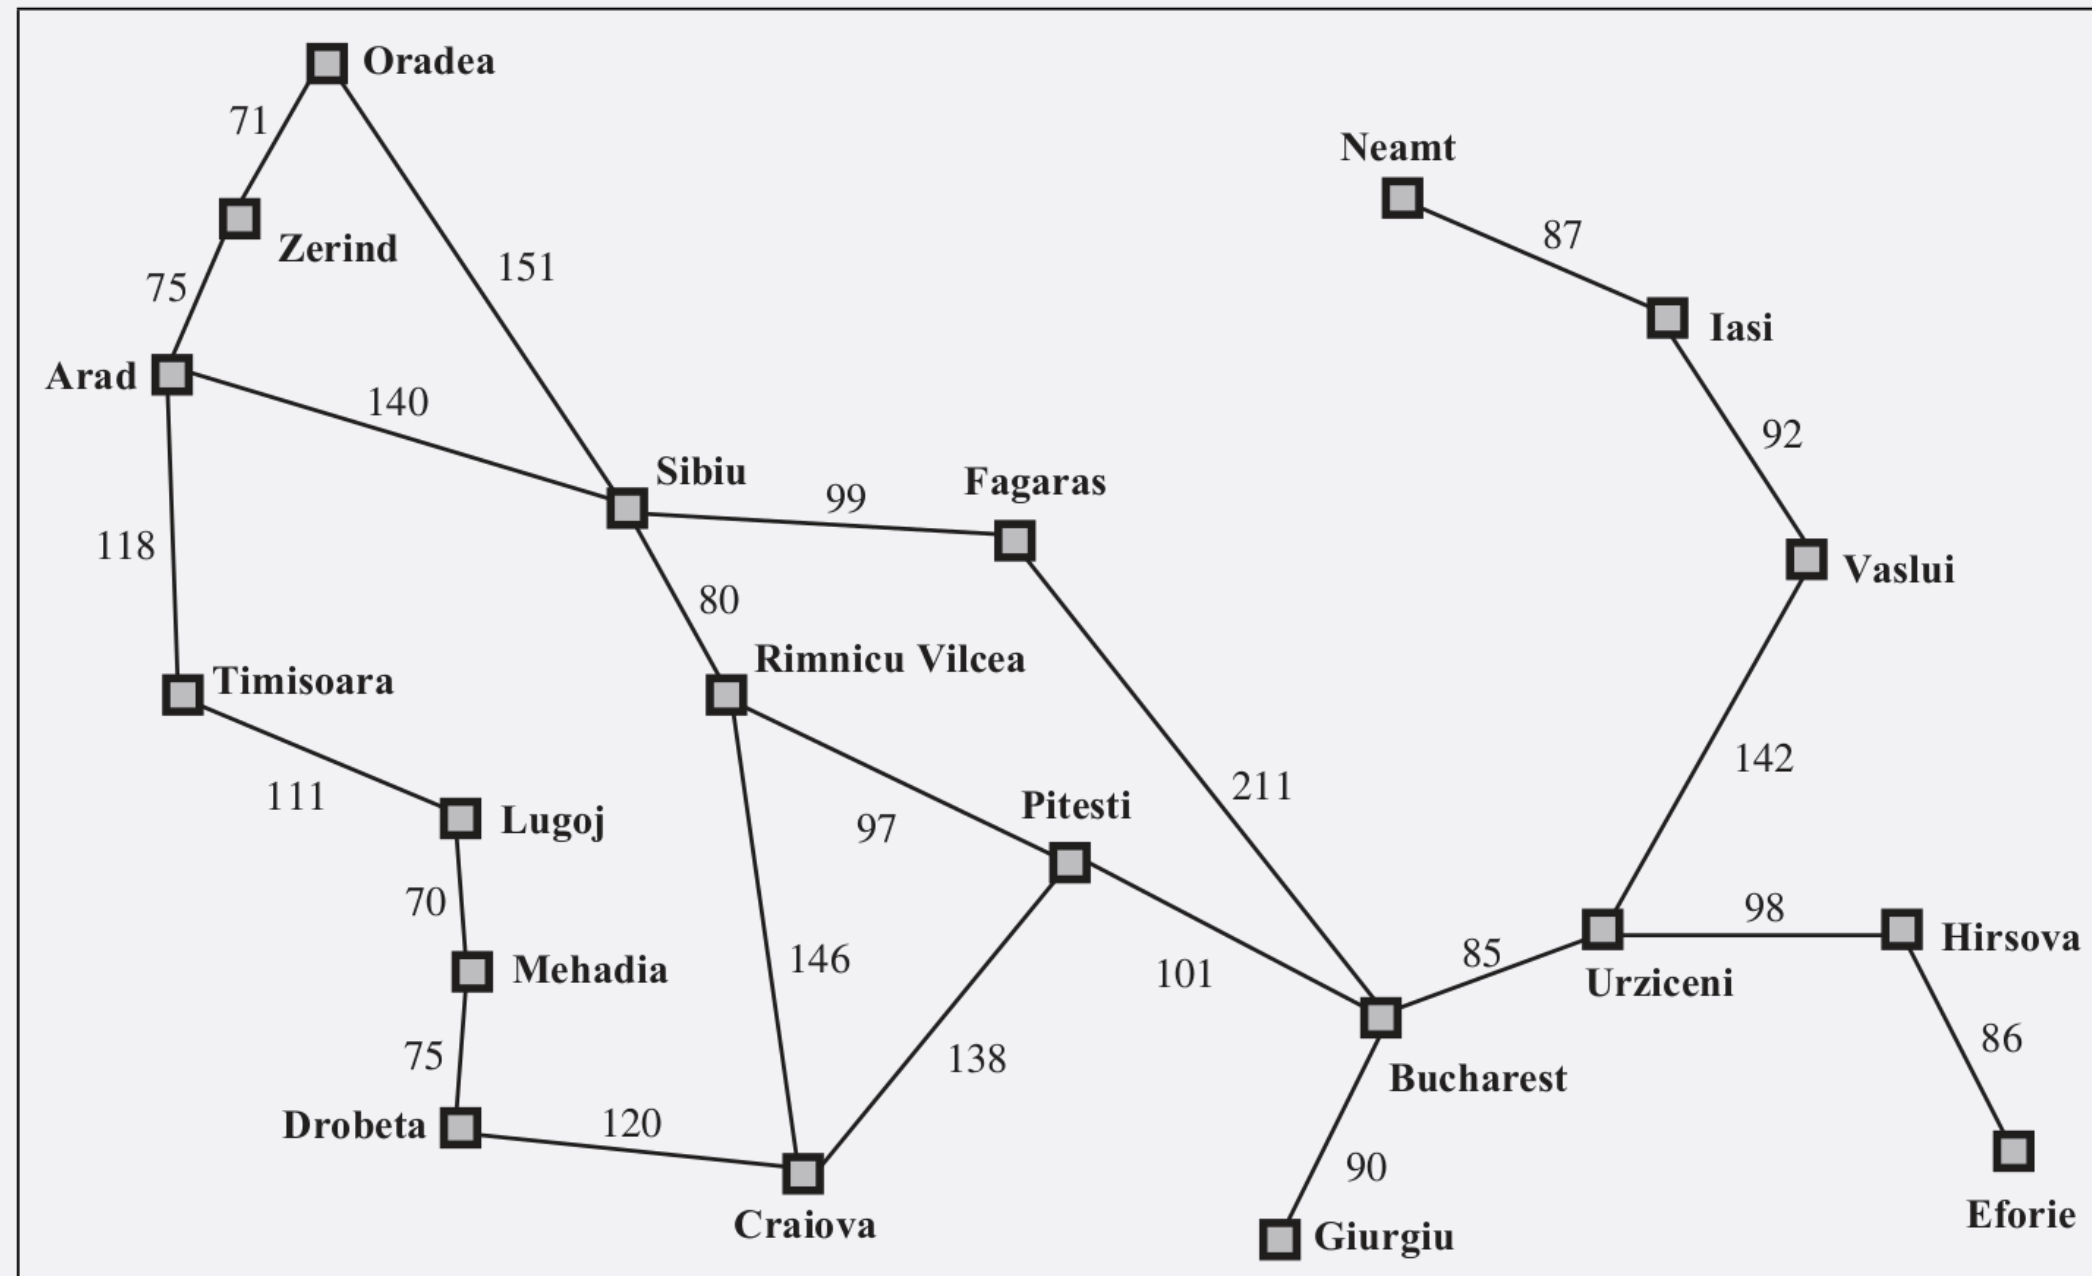 Oradea
71
Neamt
87
Zerind
151
75
Iasi
Arad
140
92
Sibiu
Fagaras
99
118
Vaslui
80
Rimnicu Vilcea
Timisoara
142
211
111
Pitesti
Lugoj
97
70
98
Hirsova
85
Mehadia
146
101
Urziceni
86
75
138
Bucharest
Drobeta
120
90
Eforie
Craiova
Giurgiu